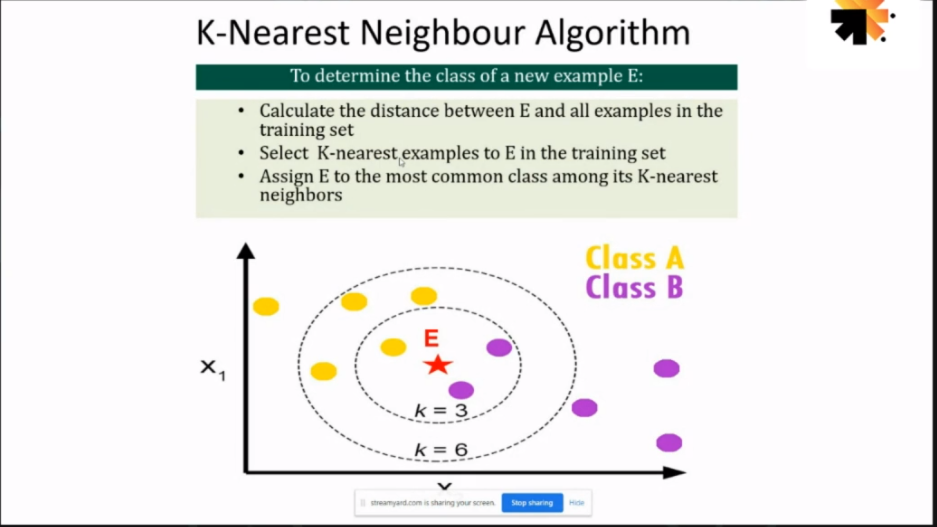 K-Nearest Neighbour Algorithm
To determine the class of a new example E:
• Calculate the distance between E and all examples in the
training set
• Select K-nearest examples to E in the training set
• Assign E to the most common class among its K-nearest
neighbors
Class A
Class B
E
X1
k = 3
k = 6
streamyard.com is sharing your screen. Stop sharing Hide